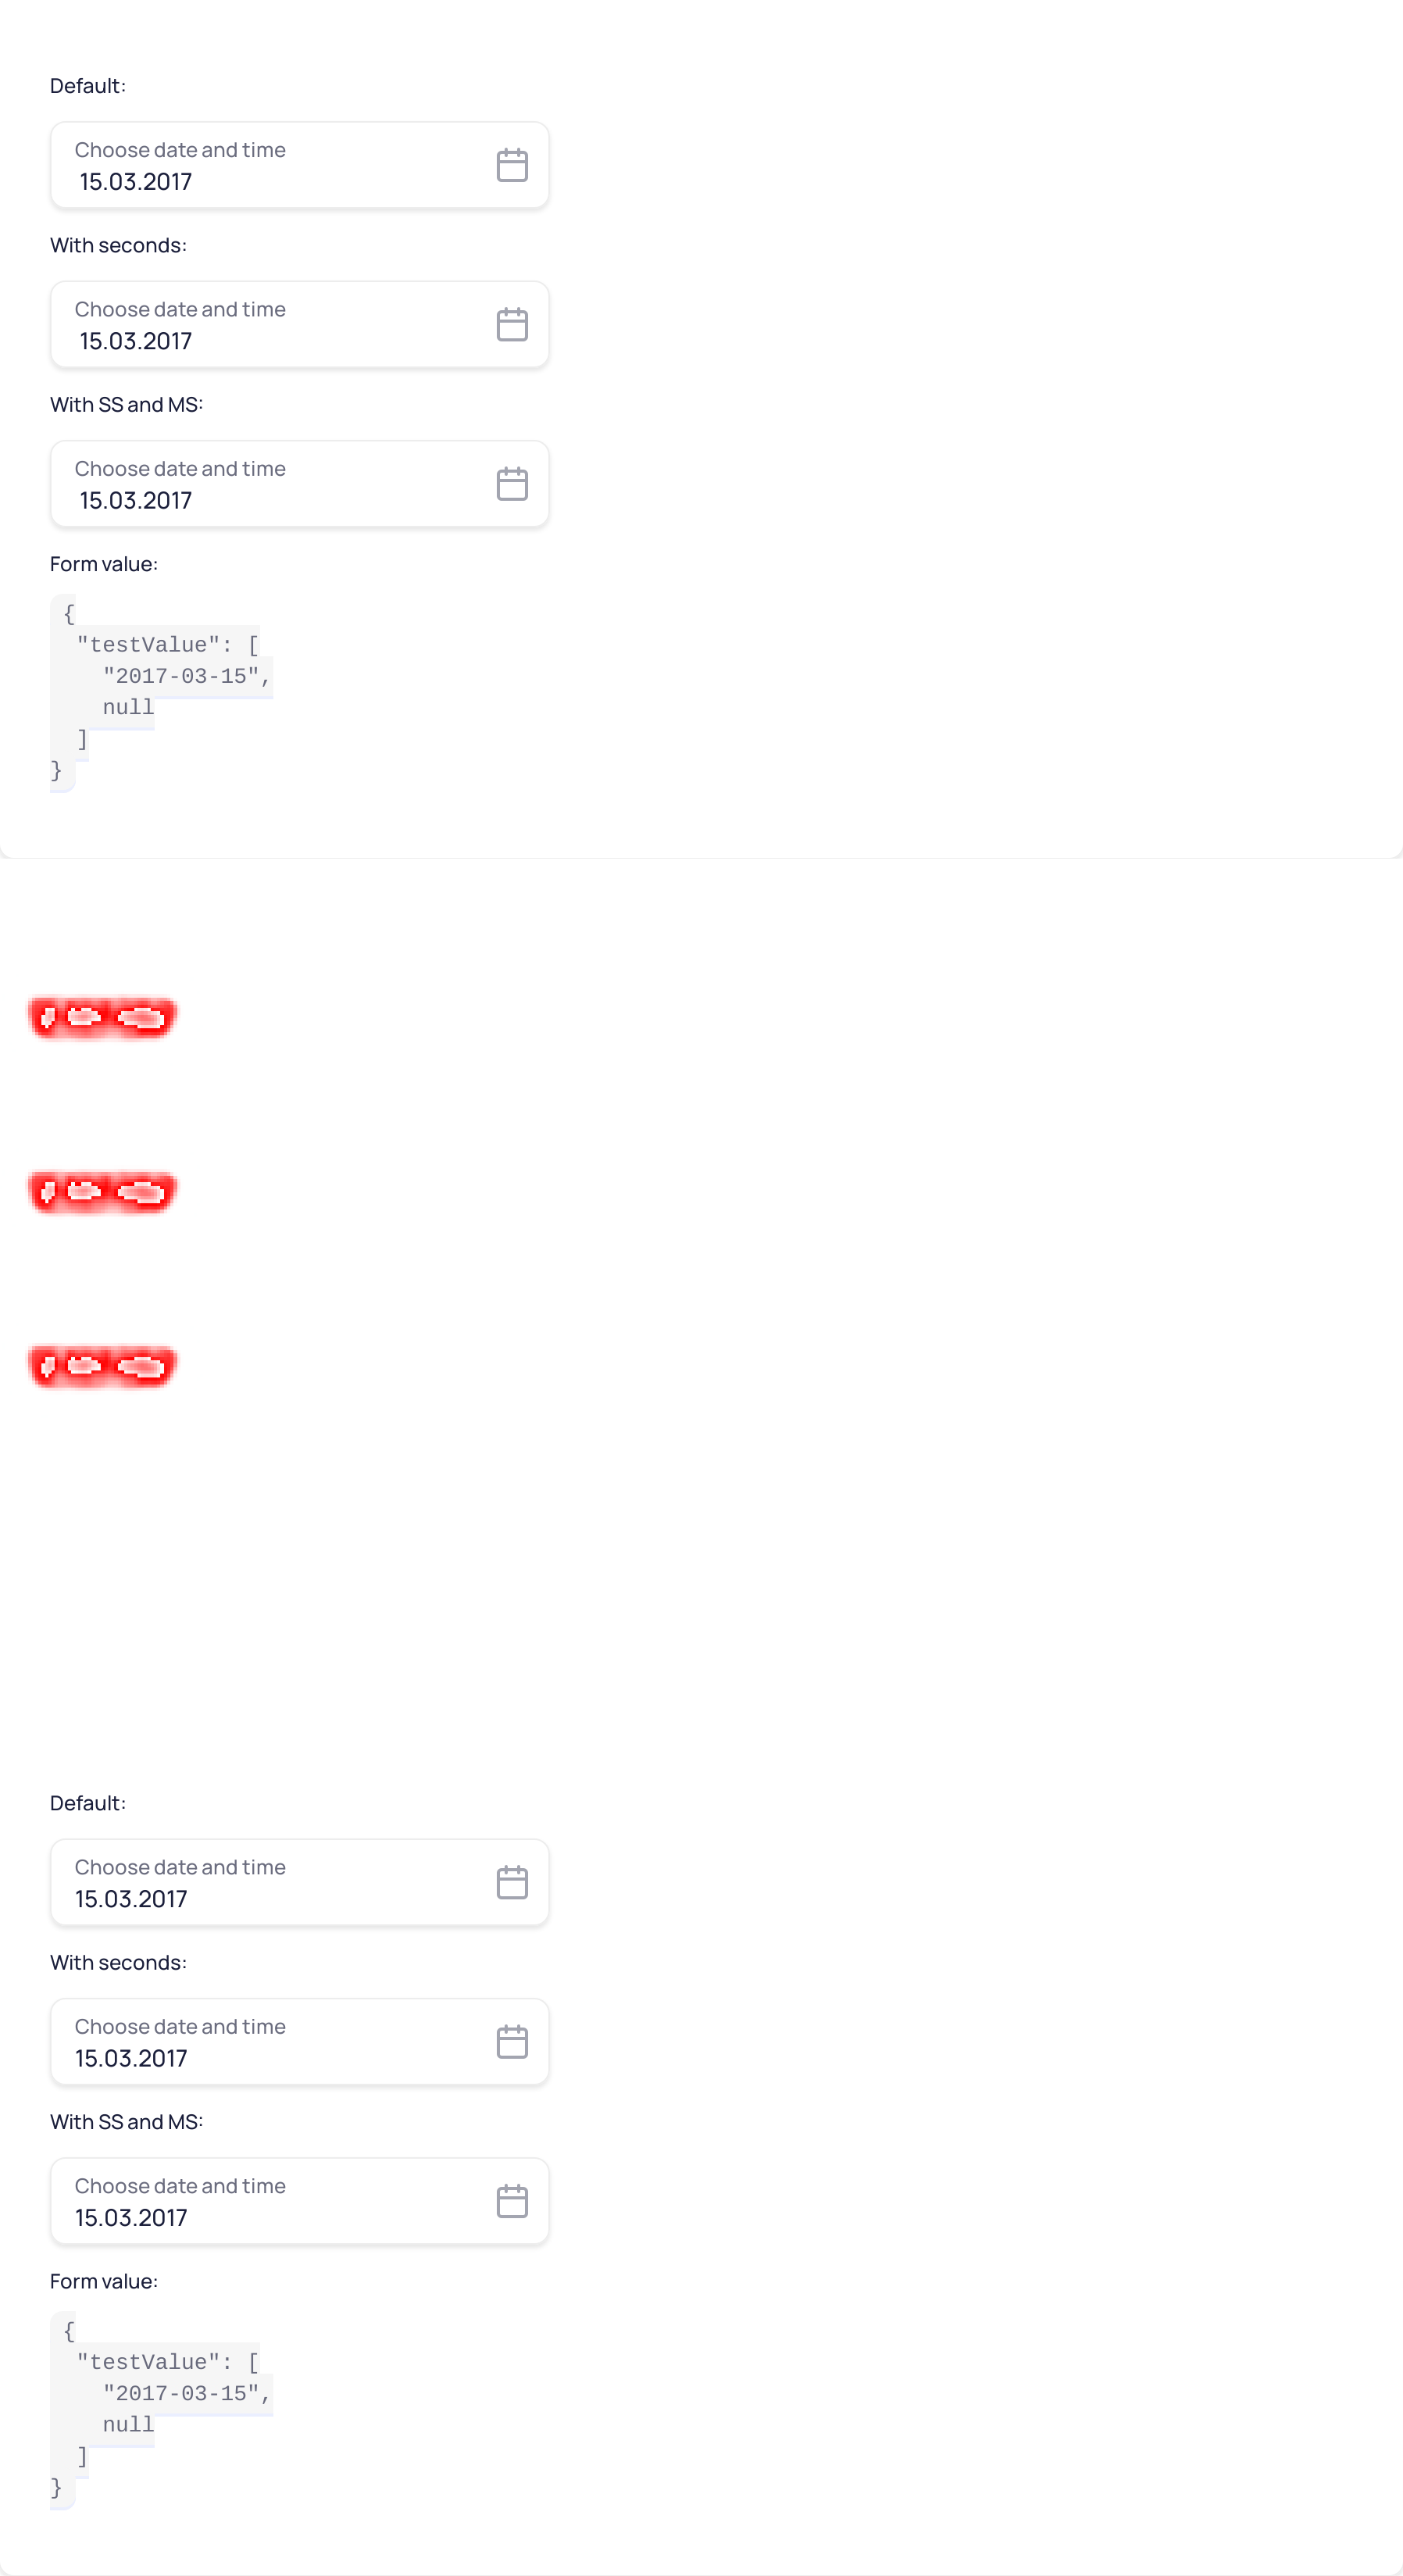 Default:
Choose date and time
15.03.2017
With seconds:
Choose date and time
15.03.2017
With SS and MS:
Choose date and time
15.03.2017
Form value:
{
"testValue": [
"2017-03-15",
null
]
}
Default:
Choose date and time
15.03.2017
With seconds:
Choose date and time
15.03.2017
With SS and MS:
Choose date and time
15.03.2017
Form value:
{
"testValue": [
"2017-03-15",
null
]
}